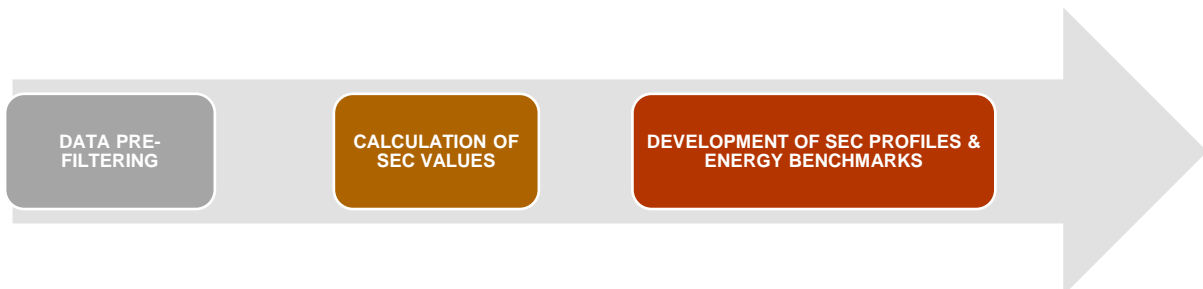 DATA PRE-
FILTERING
CALCULATION OF
SEC VALUES
DEVELOPMENT OF SEC PROFILES &
ENERGY BENCHMARKS